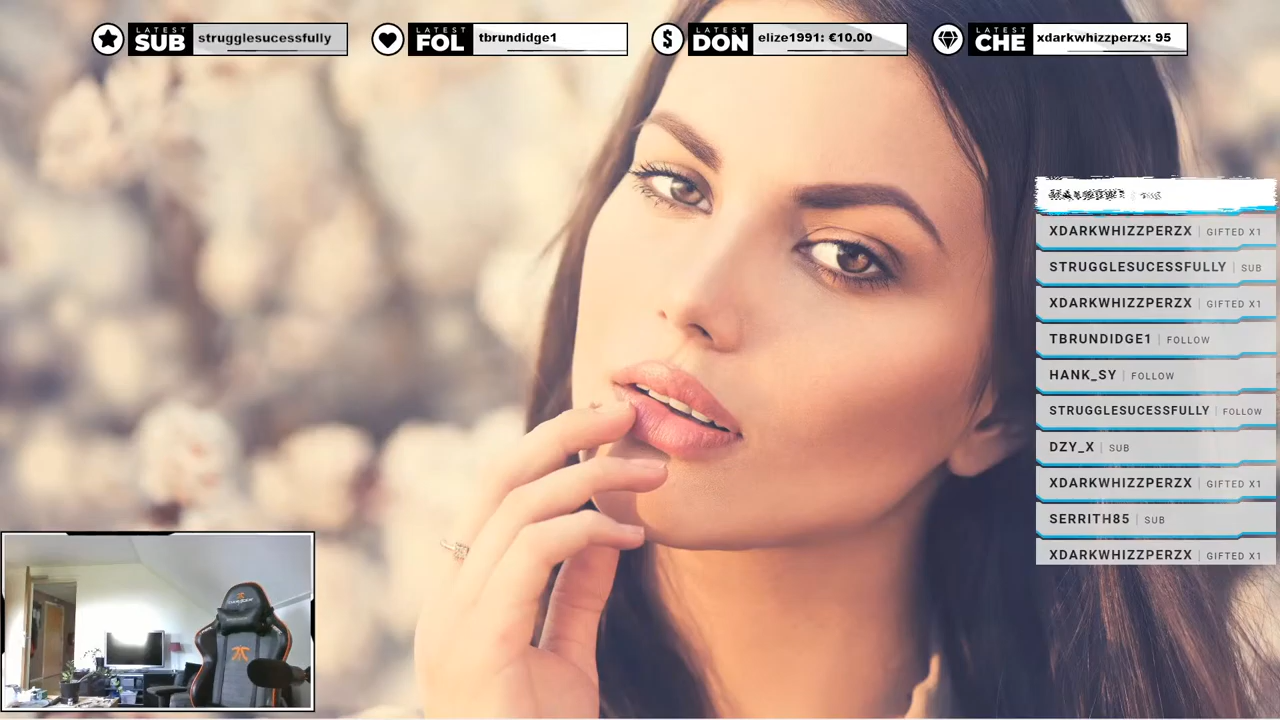 LATEST
SUB
strugglesucessfully
LATEST
FOL
tbrundidge1
LATEST
DON
elize1991: €10.00
LATEST
CHE
xdarkwhizzperzx: 95
XDARKWHIZZPERZX | GIFTED X1
STRUGGLESUCESSFULLY | SUB
XDARKWHIZZPERZX | GIFTED X1
TBRUNDIDGE1 | FOLLOW
HANK_SY | FOLLOW
STRUGGLESUCESSFULLY | FOLLOW
DZY_X | SUB
XDARKWHIZZPERZX | GIFTED X1
SERRITH85 | SUB
XDARKWHIZZPERZX | GIFTED X1